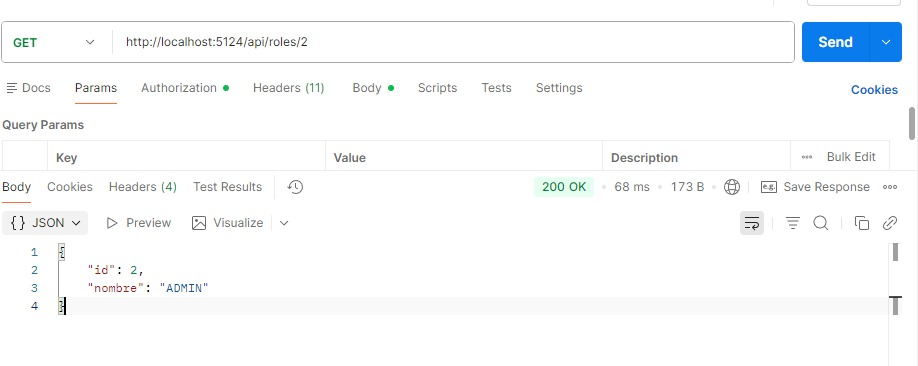 GET http://localhost:5124/api/roles/2 Send
Docs Params Authorization Headers (11) Body Scripts Tests Settings Cookies
Query Params
Key Value Description Bulk Edit
Body Cookies Headers (4) Test Results 200 OK 68 ms 173 B e.g. Save Response
{} JSON Preview Visualize
1 {
2 "id": 2,
3 "nombre": "ADMIN"
4 }